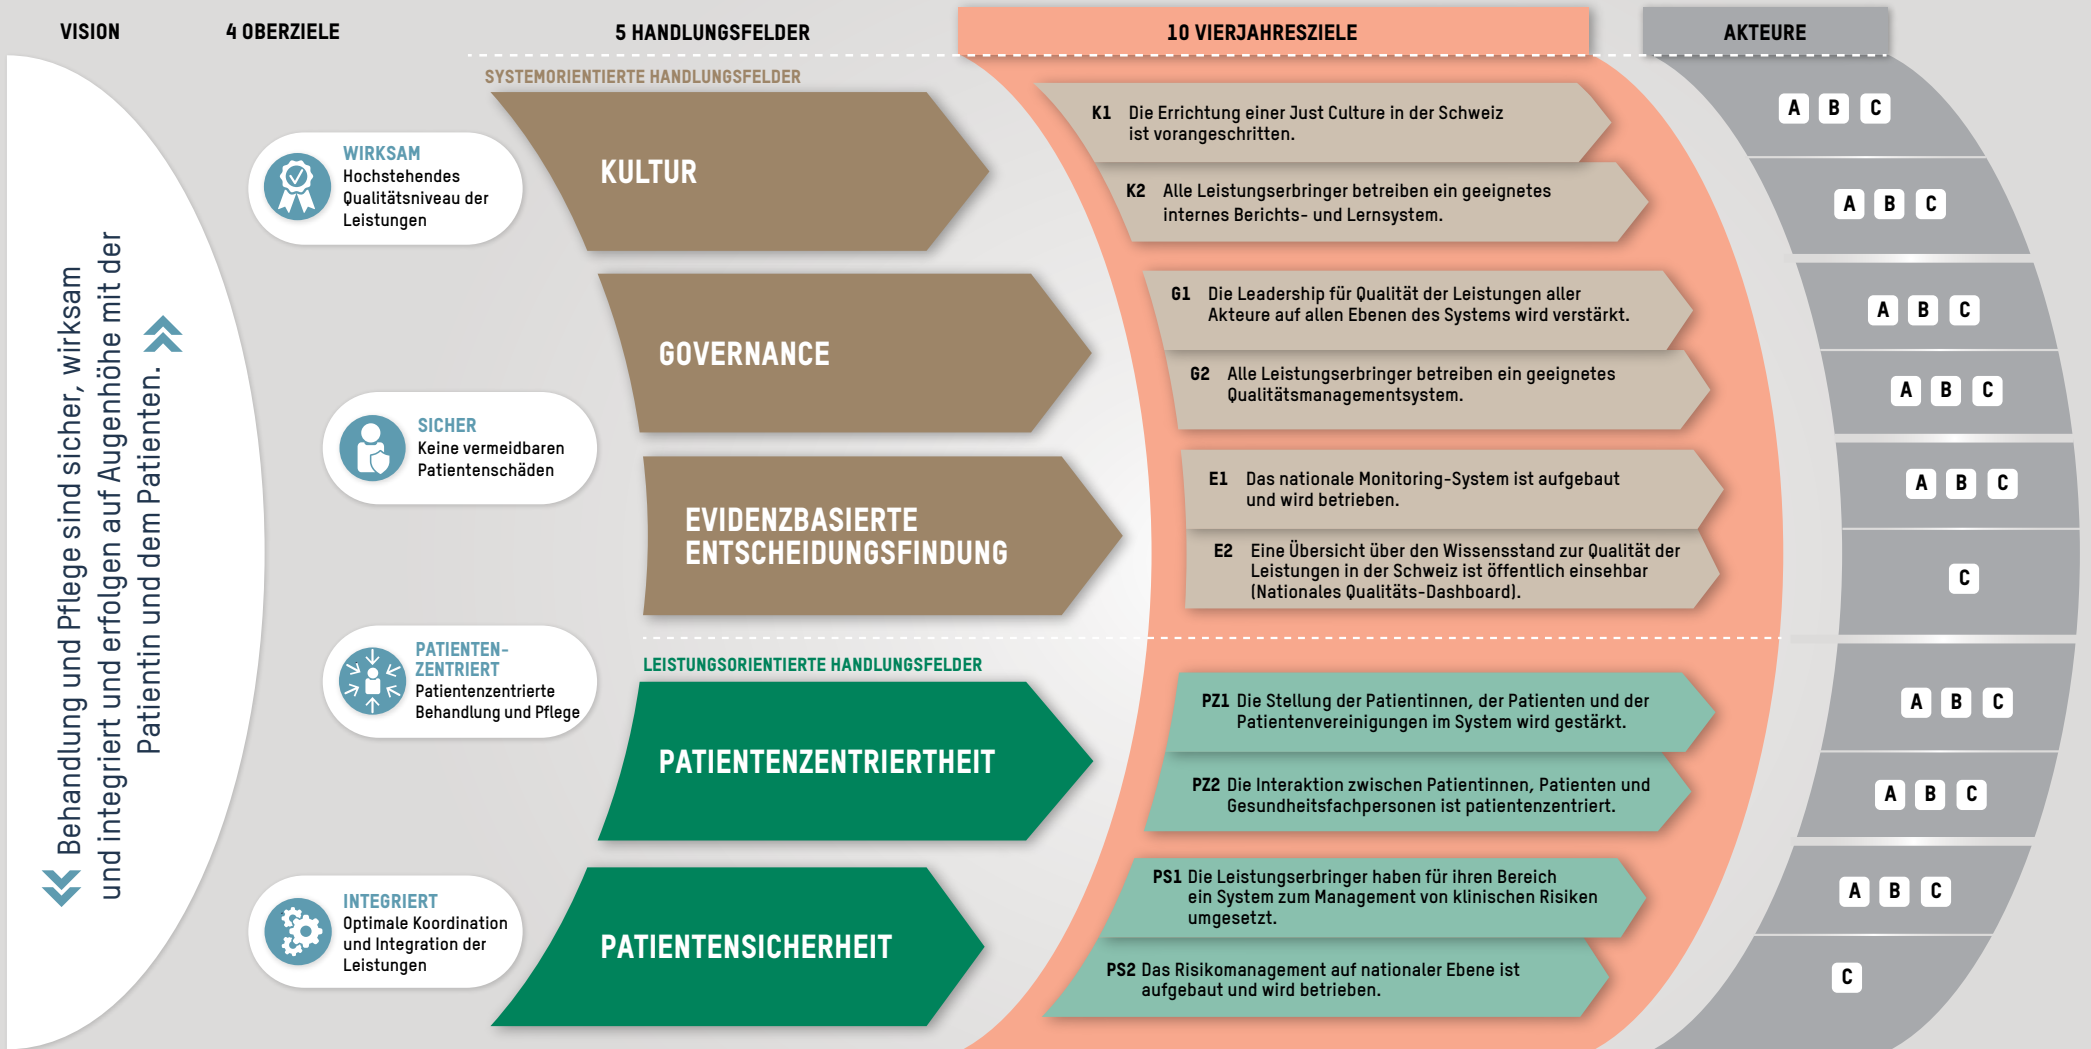 VISION
4 OBERZIELE
5 HANDLUNGSFELDER
10 VIERJAHRESZIELE
AKTEURE
Behandlung und Pflege sind sicher, wirksam
und integriert und erfolgen auf Augenhöhe mit der
Patientin und dem Patienten.
WIRKSAM
Hochstehendes
Qualitätsniveau der
Leistungen
SICHER
Keine vermeidbaren
Patientenschäden
PATIENTEN-
ZENTRIERT
Patientenzentrierte
Behandlung und Pflege
INTEGRIERT
Optimale Koordination
und Integration der
Leistungen
SYSTEMORIENTIERTE HANDLUNGSFELDER
KULTUR
K1 Die Errichtung einer Just Culture in der Schweiz
ist vorangeschritten.
A B C
K2 Alle Leistungserbringer betreiben ein geeignetes
internes Berichts- und Lernsystem.
A B C
GOVERNANCE
G1 Die Leadership für Qualität der Leistungen aller
Akteure auf allen Ebenen des Systems wird verstärkt.
A B C
G2 Alle Leistungserbringer betreiben ein geeignetes
Qualitätsmanagementsystem.
A B C
EVIDENZBASIERTE
ENTSCHEIDUNGSFINDUNG
E1 Das nationale Monitoring-System ist aufgebaut
und wird betrieben.
A B C
E2 Eine Übersicht über den Wissensstand zur Qualität der
Leistungen in der Schweiz ist öffentlich einsehbar
(Nationales Qualitäts-Dashboard).
C
LEISTUNGSORIENTIERTE HANDLUNGSFELDER
PATIENTENZENTRIERTHEIT
PZ1 Die Stellung der Patientinnen, der Patienten und der
Patientenvereinigungen im System wird gestärkt.
A B C
PZ2 Die Interaktion zwischen Patientinnen, Patienten und
Gesundheitsfachpersonen ist patientenzentriert.
A B C
PATIENTENSICHERHEIT
PS1 Die Leistungserbringer haben für ihren Bereich
ein System zum Management von klinischen Risiken
umgesetzt.
A B C
PS2 Das Risikomanagement auf nationaler Ebene ist
aufgebaut und wird betrieben.
C